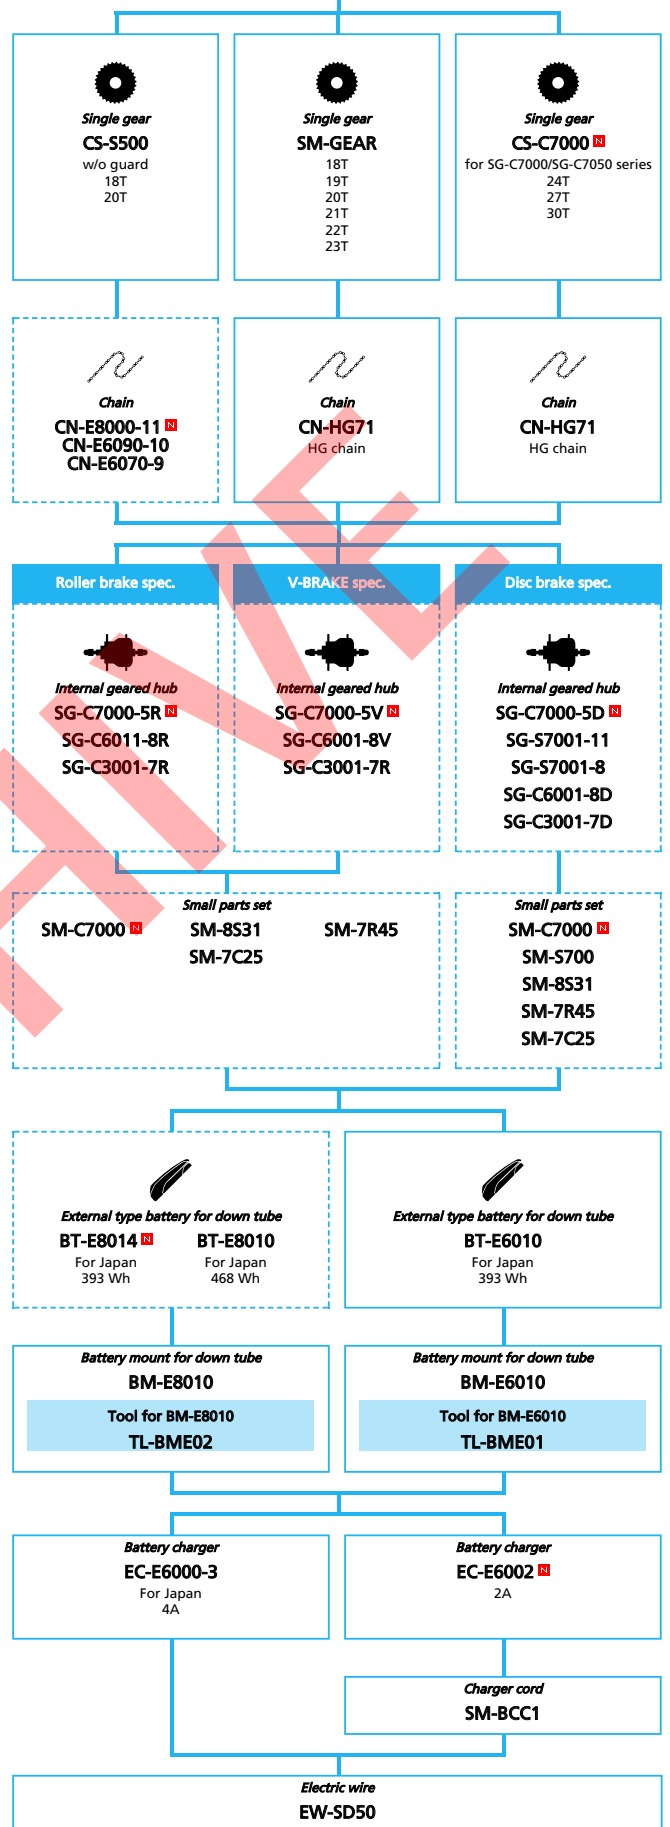 Single gear
CS-S500
w/o guard
18T
20T
Single gear
SM-GEAR
18T
19T
20T
21T
22T
23T
Single gear
CS-C7000 N
for SG-C7000/SG-C7050 series
24T
27T
30T
Chain
CN-E8000-11 N
CN-E6090-10
CN-E6070-9
Chain
CN-HG71
HG chain
Chain
CN-HG71
HG chain
Roller brake spec.
Internal geared hub
SG-C7000-5R N
SG-C6011-8R
SG-C3001-7R
V-BRAKE spec.
Internal geared hub
SG-C7000-5V N
SG-C6001-8V
SG-C3001-7R
Disc brake spec.
Internal geared hub
SG-C7000-5D N
SG-S7001-11
SG-S7001-8
SG-C6001-8D
SG-C3001-7D
Small parts set
SM-C7000 N SM-8S31 SM-7R45
SM-7C25
Small parts set
SM-C7000 N
SM-S700
SM-8S31
SM-7R45
SM-7C25
External type battery for down tube
BT-E8014 N
For Japan
393 Wh
BT-E8010
For Japan
468 Wh
External type battery for down tube
BT-E6010
For Japan
393 Wh
Battery mount for down tube
BM-E8010
Tool for BM-E8010
TL-BME02
Battery mount for down tube
BM-E6010
Tool for BM-E6010
TL-BME01
Battery charger
EC-E6000-3
For Japan
4A
Battery charger
EC-E6002 N
2A
Charger cord
SM-BCC1
Electric wire
EW-SD50
HIVE